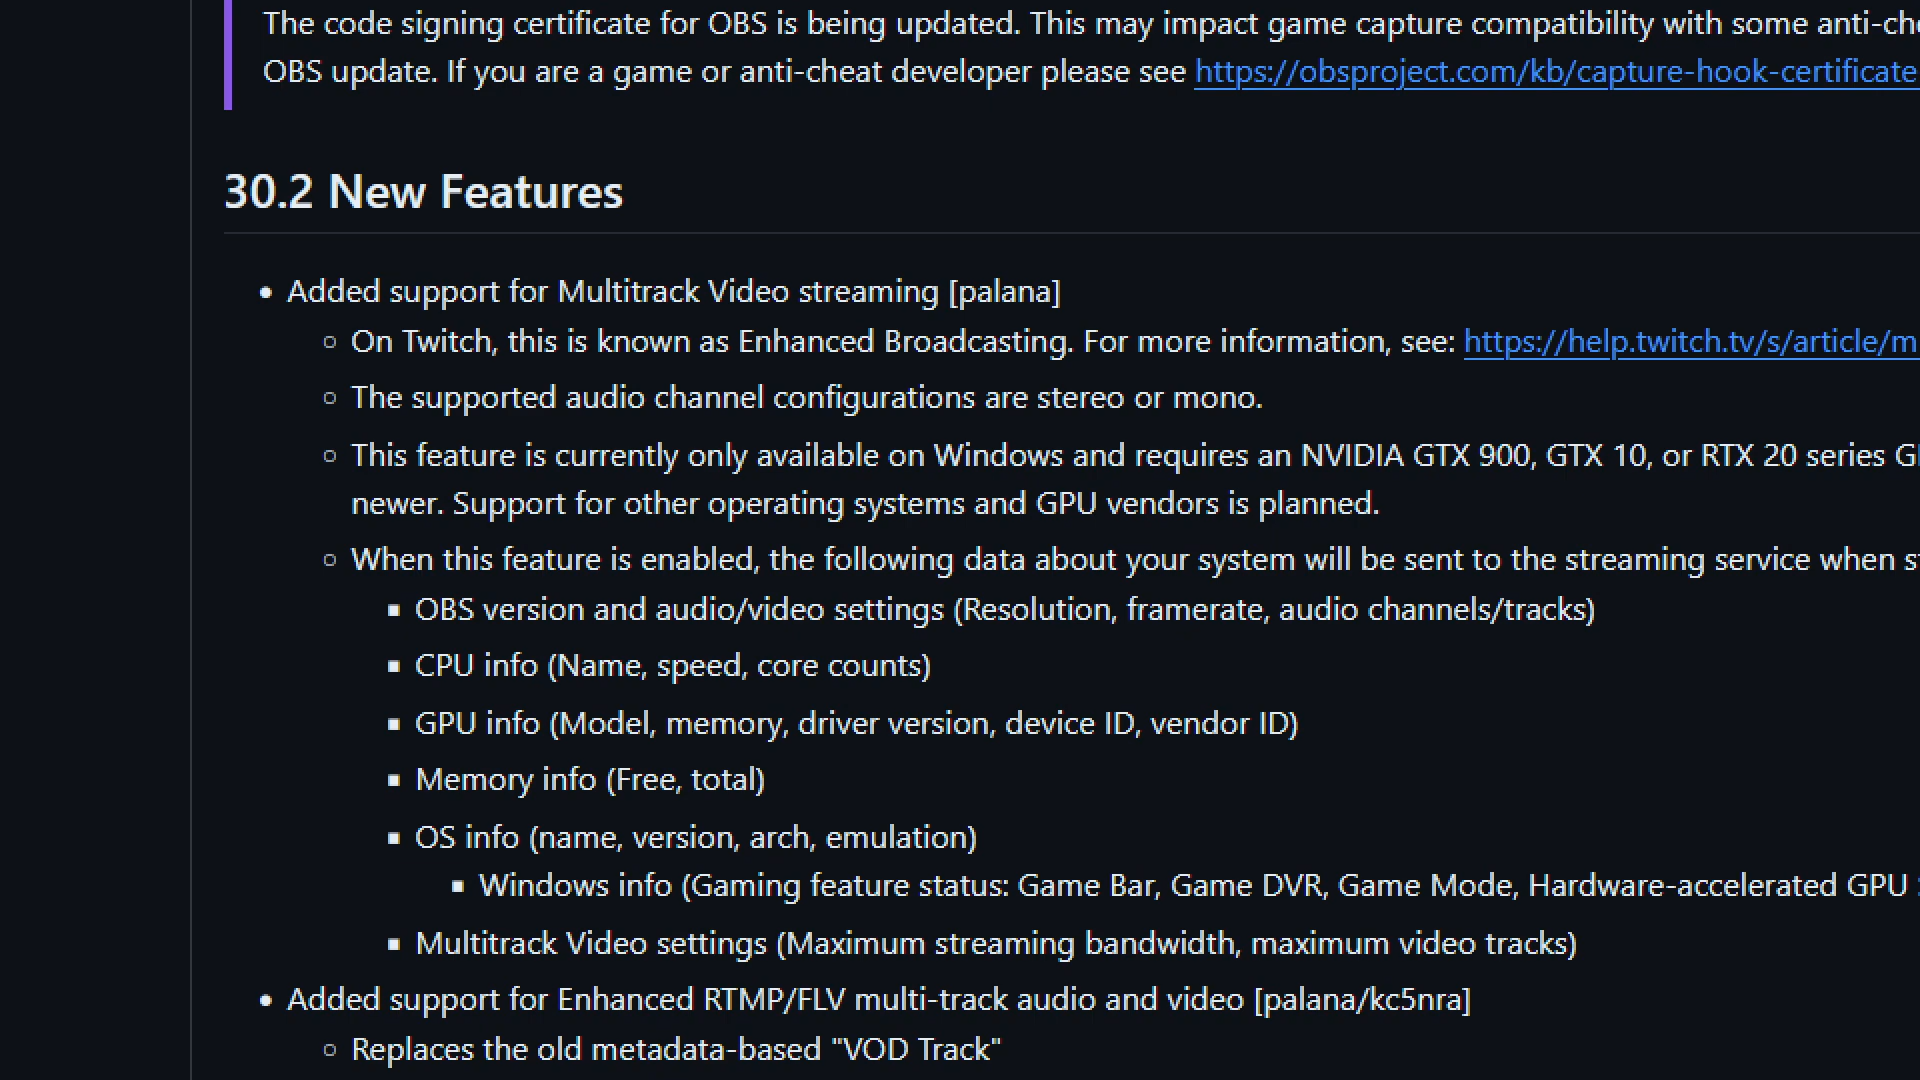 The code signing certificate for OBS is being updated. This may impact game capture compatibility with some
OBS update. If you are a game or anti-cheat developer please see https://obsproject.com/kb/capture-hook-certificate
30.2 New Features
• Added support for Multitrack Video streaming [palana]
○ On Twitch, this is known as Enhanced Broadcasting. For more information, see: https://help.twitch.tv/s/article/m
○ The supported audio channel configurations are stereo or mono.
○ This feature is currently only available on Windows and requires an NVIDIA GTX 900, GTX 10, or RTX 20 series
newer. Support for other operating systems and GPU vendors is planned.
○ When this feature is enabled, the following data about your system will be sent to the streaming service when
▪ OBS version and audio/video settings (Resolution, framerate, audio channels/tracks)
▪ CPU info (Name, speed, core counts)
▪ GPU info (Model, memory, driver version, device ID, vendor ID)
▪ Memory info (Free, total)
▪ OS info (name, version, arch, emulation)
▪ Windows info (Gaming feature status: Game Bar, Game DVR, Game Mode, Hardware-accelerated GPU
▪ Multitrack Video settings (Maximum streaming bandwidth, maximum video tracks)
• Added support for Enhanced RTMP/FLV multi-track audio and video [palana/kc5nra]
○ Replaces the old metadata-based "VOD Track"